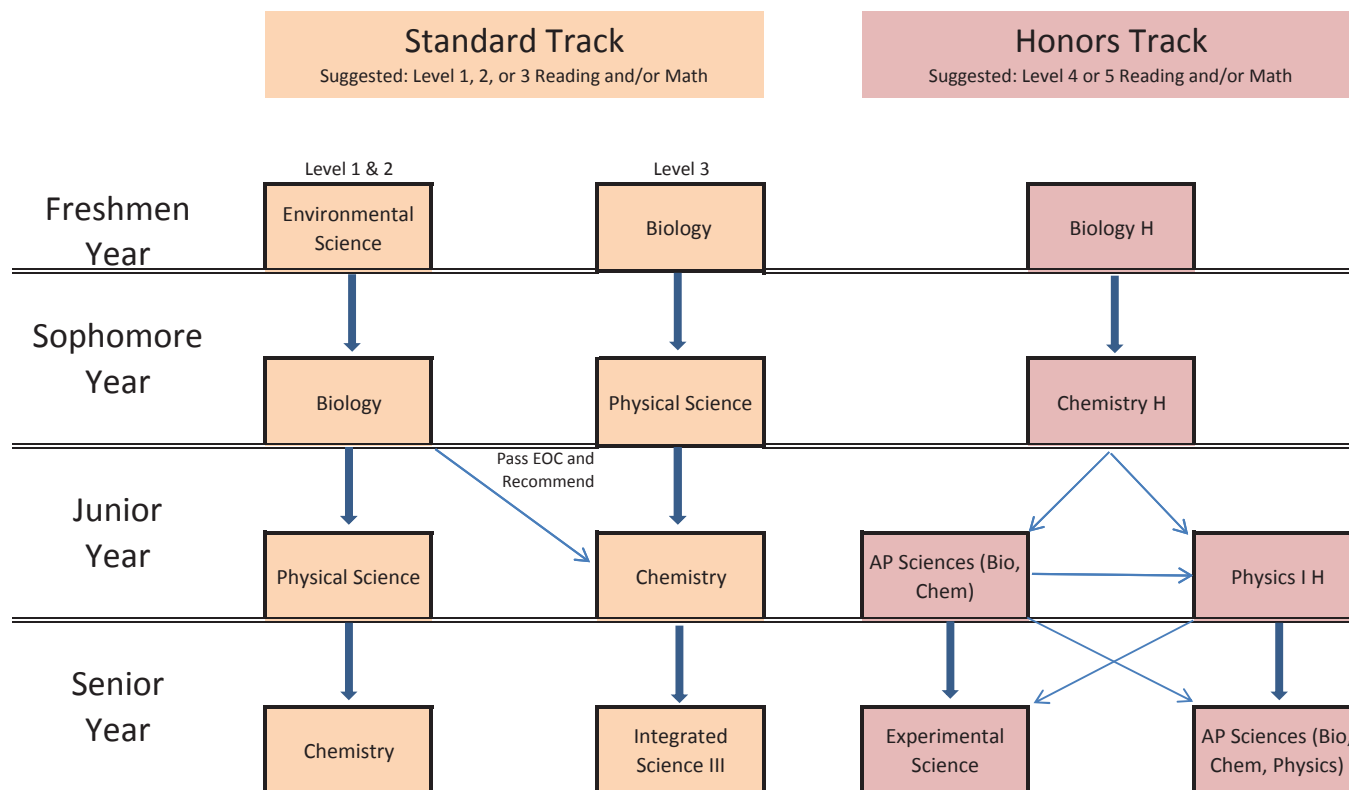 Standard Track
Suggested: Level 1, 2, or 3 Reading and/or Math
Honors Track
Suggested: Level 4 or 5 Reading and/or Math
Level 1 & 2
Level 3
Freshmen
Year
Environmental
Science
Biology
Biology H
Sophomore
Year
Biology
Physical Science
Chemistry H
Pass EOC and
Recommend
Junior
Year
Physical Science
Chemistry
AP Sciences (Bio,
Chem)
Physics I H
Senior
Year
Chemistry
Integrated
Science III
Experimental
Science
AP Sciences (Bio,
Chem, Physics)